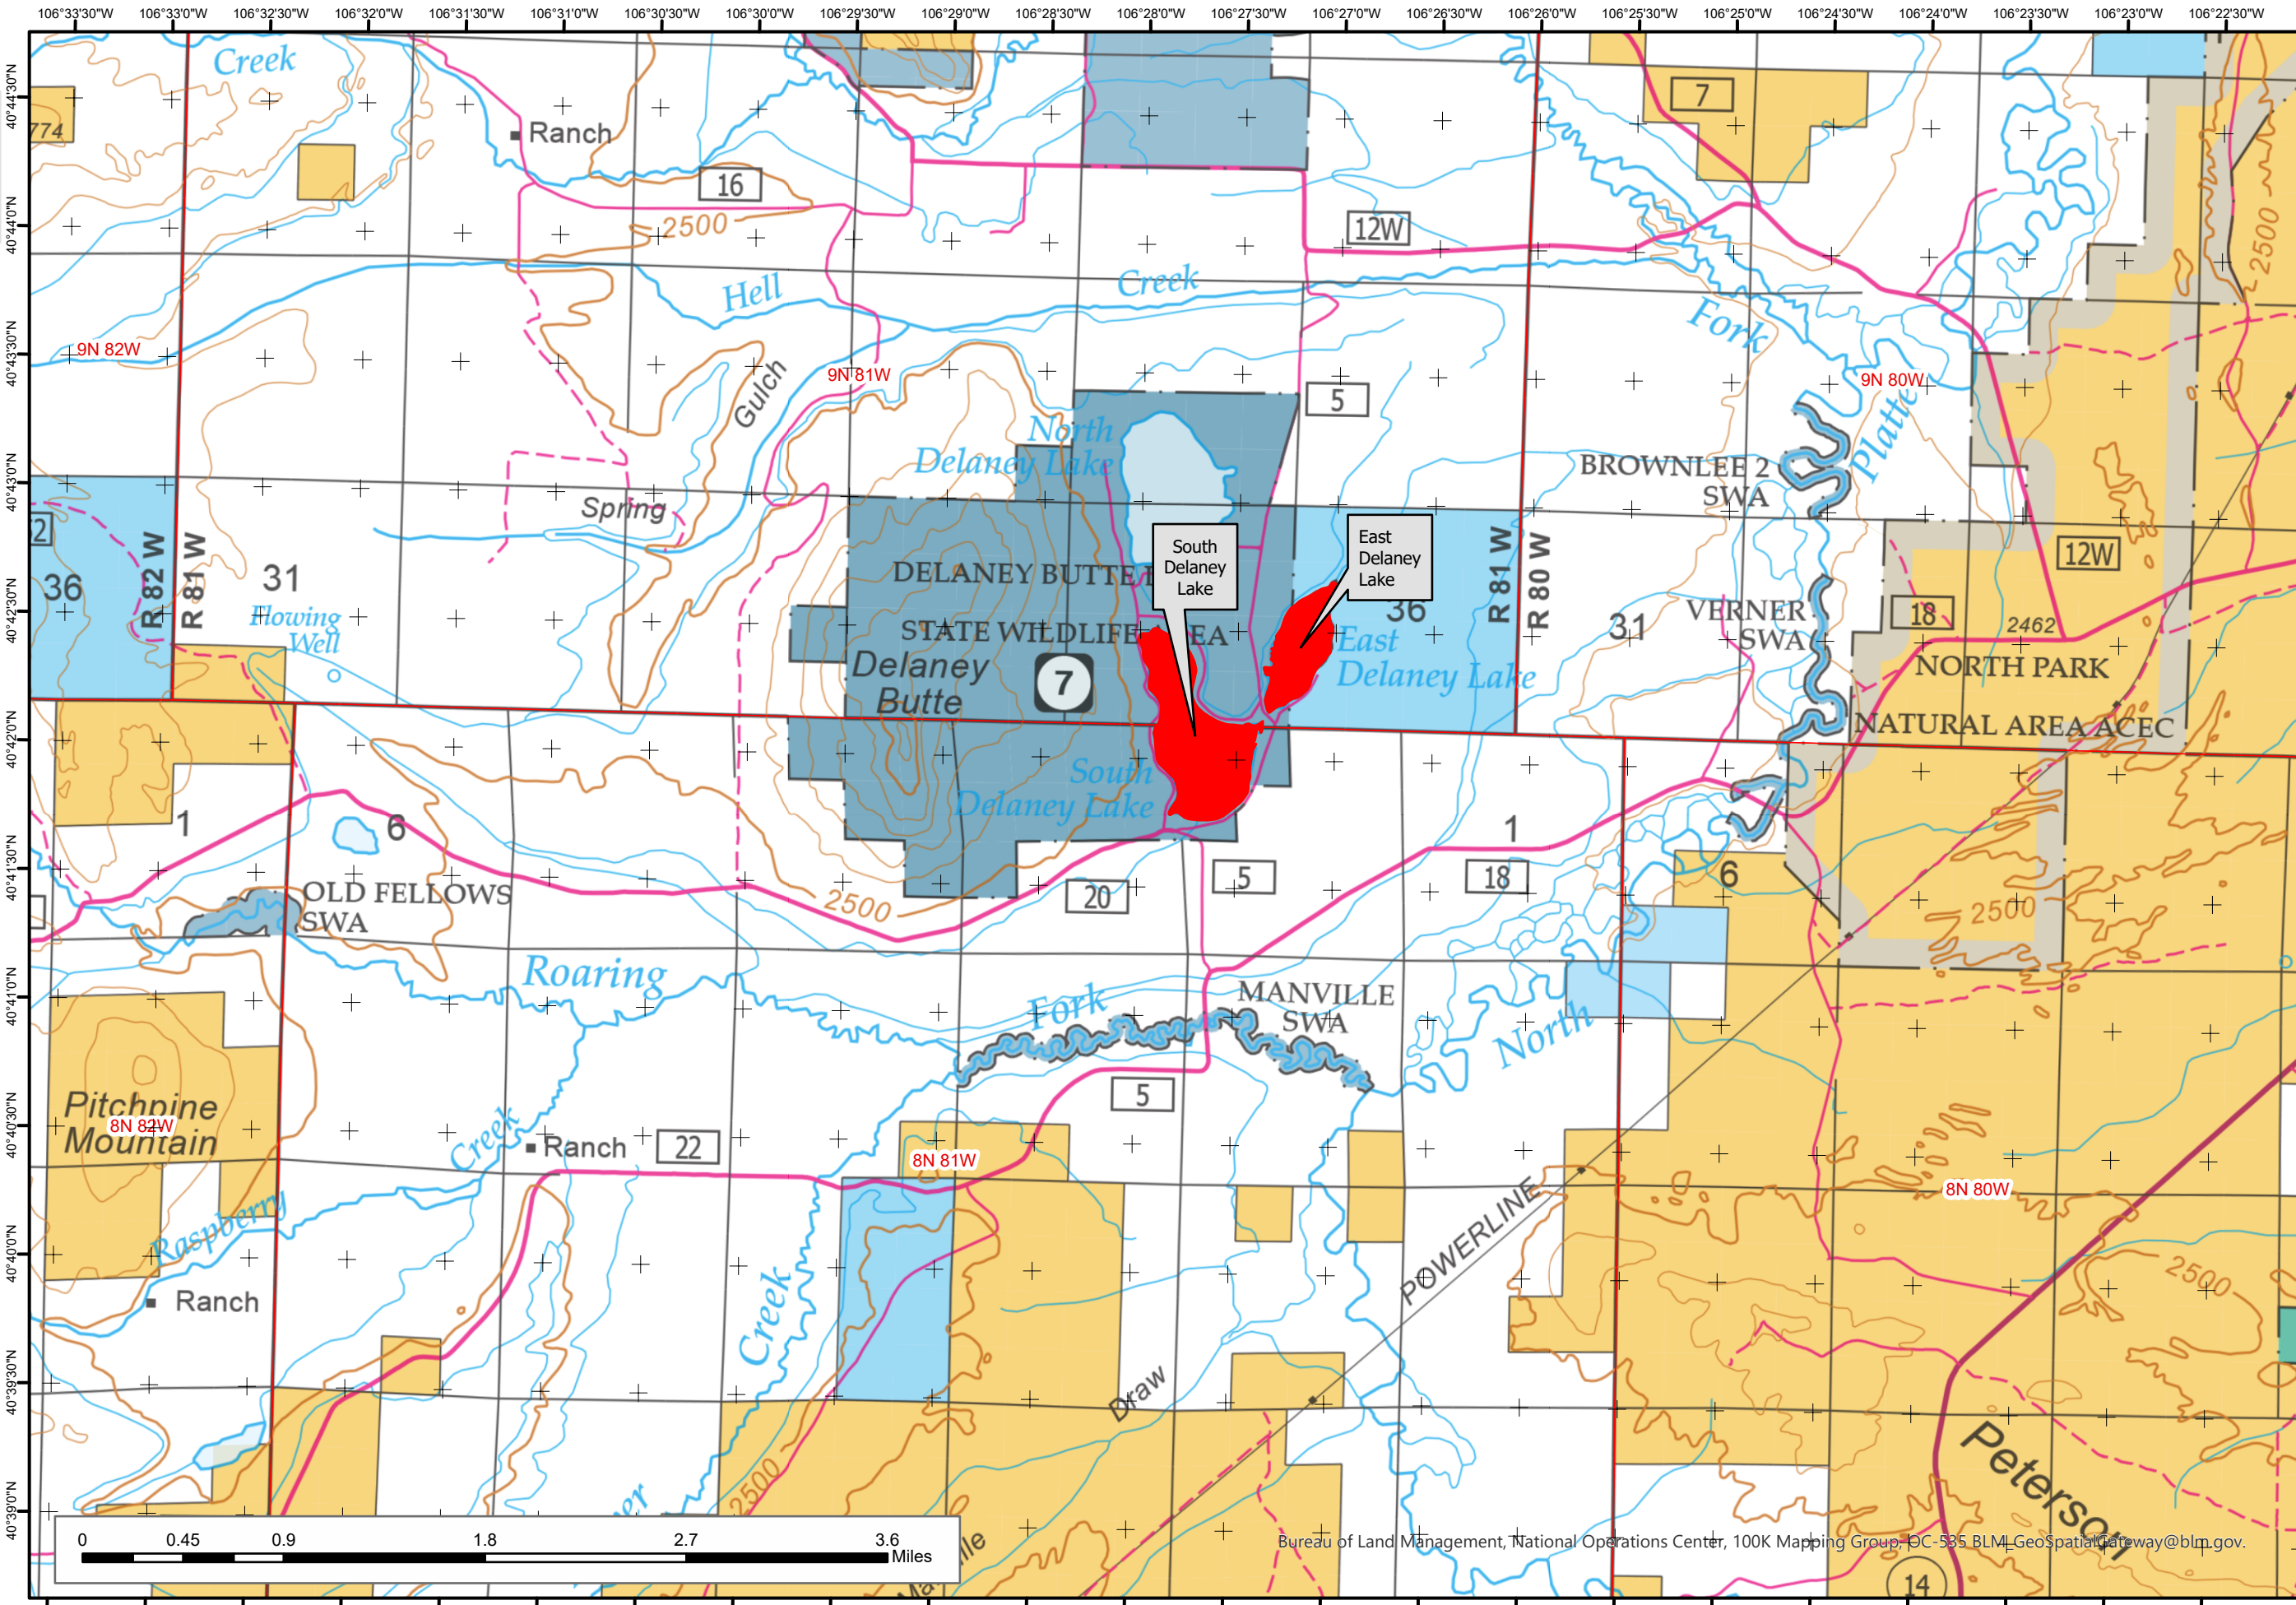 106°33'30"W 106°33'0"W 106°32'30"W 106°32'0"W 106°31'30"W 106°31'0"W 106°30'30"W 106°30'0"W 106°29'30"W 106°29'0"W 106°28'30"W 106°28'0"W 106°27'30"W 106°27'0"W 106°26'30"W 106°26'0"W 106°25'30"W 106°25'0"W 106°24'30"W 106°24'0"W 106°23'30"W 106°23'0"W 106°22'30"W
40°44'30"N
40°44'0"N
40°43'30"N
40°43'0"N
40°42'30"N
40°42'0"N
40°41'30"N
40°41'0"N
40°40'30"N
40°40'0"N
40°39'30"N
40°39'0"N
Creek
774
Ranch
16
2500
7
12W
2500
Hell
Creek
Fork
Platte
9N 82W
9N 81W
9N 80W
Gulch
5
North
Delaney Lake
BROWNLEE 2
SWA
Spring
12W
36
R 82 W
R 81 W
31
Flowing
Well
DELANEY BUTTE
STATE WILDLIFE
EA
South
Delaney
Lake
East
Delaney
Lake
36
East
Delaney Lake
R 81 W
R 80 W
31
VERNER
SWA
18
2462
NORTH PARK
NATURAL AREA ACEC
Delaney
Butte
7
South
Delaney Lake
1
6
1
6
OLD FELLOWS
SWA
2500
20
5
18
2500
Roaring
Fork
MANVILLE
SWA
North
Pitchpine
Mountain
8N 82W
Creek
Ranch
22
5
8N 81W
8N 80W
Raspberry
Ranch
POWERLINE
2500
Creek
Draw
2500
Peterson
14
0 0.45 0.9 1.8 2.7 3.6
Miles
Bureau of Land Management, National Operations Center, 100K Mapping Group, OC-535 BLM_GeoSpatialGateway@blm.gov.